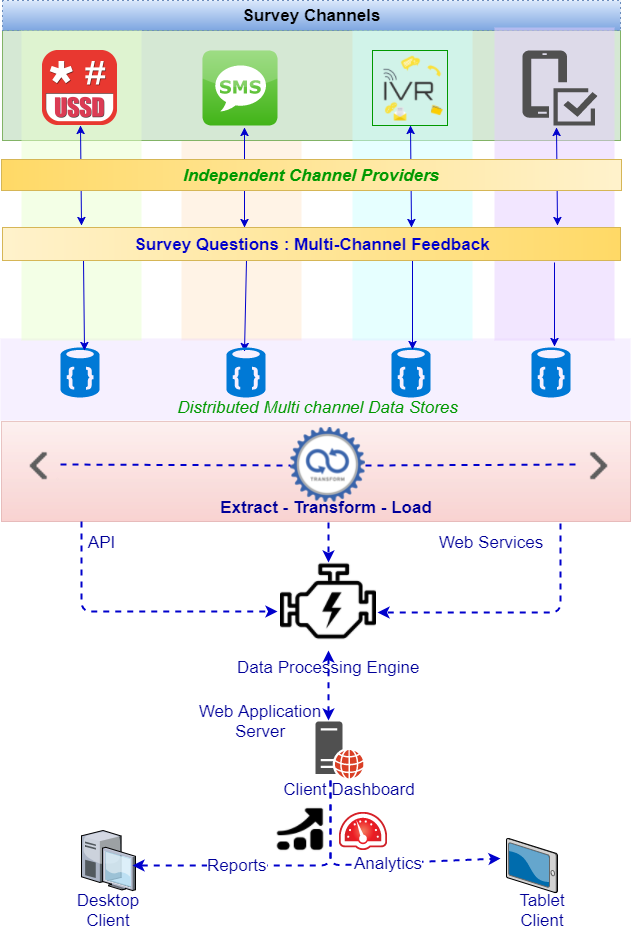 Survey Channels
* #
USSD
SMS
IVR
Independent Channel Providers
Survey Questions : Multi-Channel Feedback
{ } { } { } { }
Distributed Multi channel Data Stores
TRANSFORM
Extract - Transform - Load
API
Web Services
Data Processing Engine
Web Application
Server
Client Dashboard
Reports
Analytics
Desktop
Client
Tablet
Client